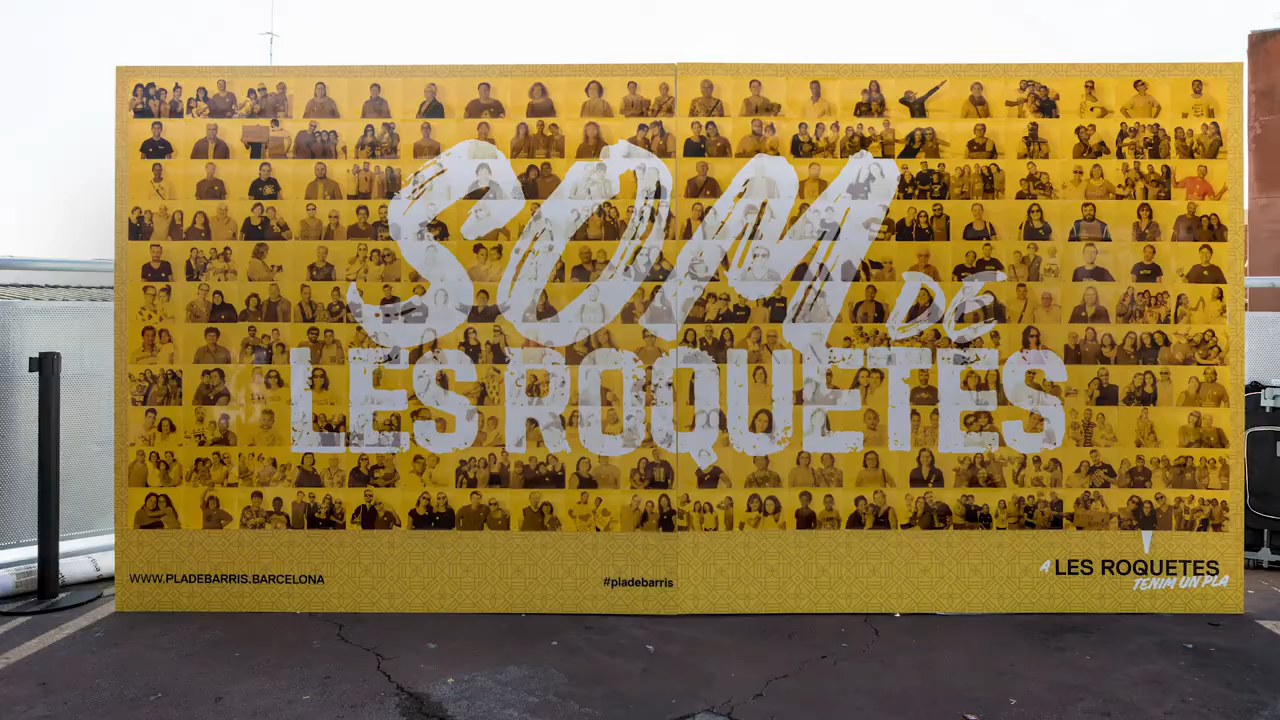 SOM DE
LES ROQUETES
WWW.PLADEBARRIS.BARCELONA
#pladebarris
A LES ROQUETES
TENIM UN PLA